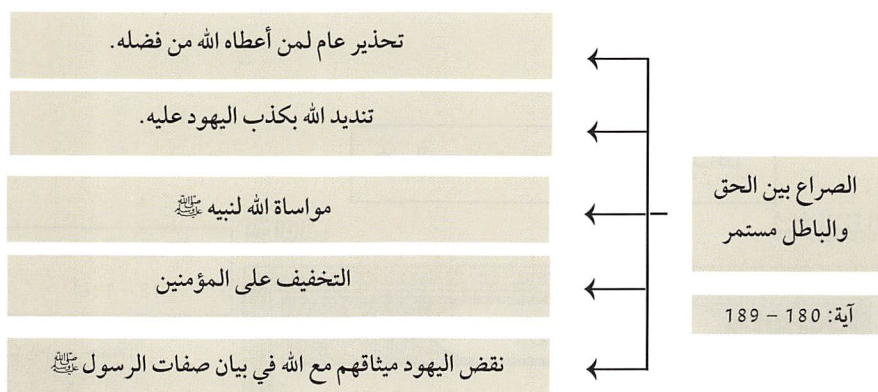 الصراع بين الحق
والباطل مستمر
آية: 180 – 189
تحذير عام لمن أعطاه الله من فضله.
تنديد الله بكذب اليهود عليه.
مواساة الله لنبيه ﷺ
التخفيف على المؤمنين
نقض اليهود ميثاقهم مع الله في بيان صفات الرسول ﷺ